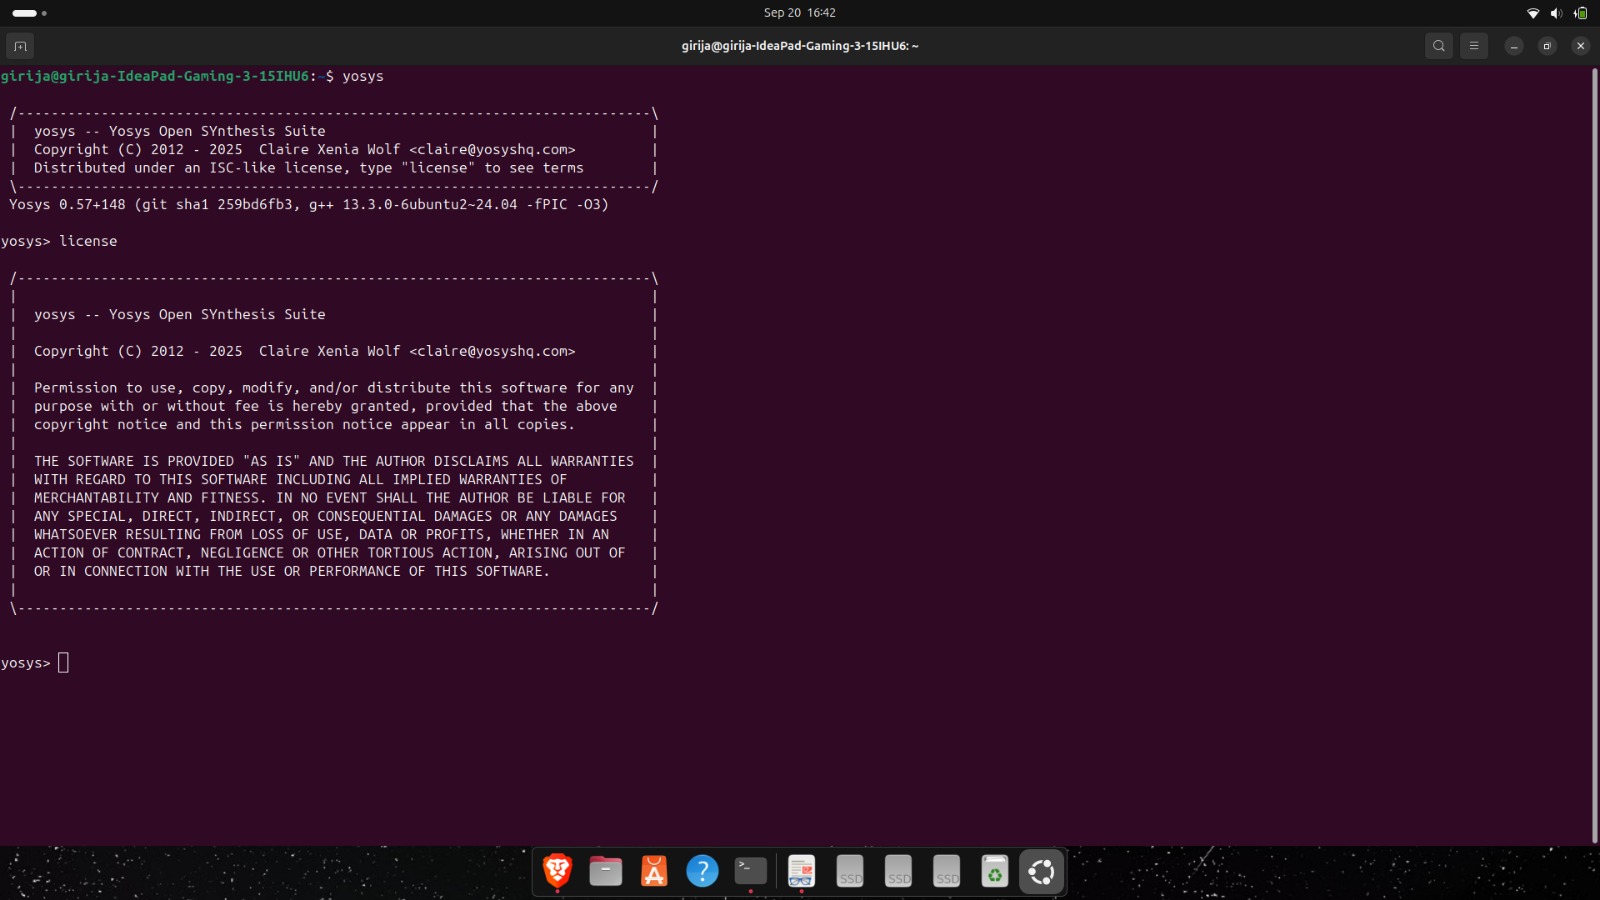 Sep 20 16:42
girija@girija-IdeaPad-Gaming-3-15IHU6: ~
girija@girija-IdeaPad-Gaming-3-15IHU6:~$ yosys
/----------------------------------------------------------------------------\
| yosys -- Yosys Open SYnthesis Suite |
| Copyright (C) 2012 - 2025 Claire Xenia Wolf <claire@yosyshq.com> |
| Distributed under an ISC-like license, type "license" to see terms |
\----------------------------------------------------------------------------/
Yosys 0.57+148 (git sha1 259bd6fb3, g++ 13.3.0-6ubuntu2~24.04 -fPIC -O3)
yosys> license
/----------------------------------------------------------------------------\
| |
| yosys -- Yosys Open SYnthesis Suite |
| |
| Copyright (C) 2012 - 2025 Claire Xenia Wolf <claire@yosyshq.com> |
| |
| Permission to use, copy, modify, and/or distribute this software for any |
| purpose with or without fee is hereby granted, provided that the above |
| copyright notice and this permission notice appear in all copies. |
| |
| THE SOFTWARE IS PROVIDED "AS IS" AND THE AUTHOR DISCLAIMS ALL WARRANTIES |
| WITH REGARD TO THIS SOFTWARE INCLUDING ALL IMPLIED WARRANTIES OF |
| MERCHANTABILITY AND FITNESS. IN NO EVENT SHALL THE AUTHOR BE LIABLE FOR |
| ANY SPECIAL, DIRECT, INDIRECT, OR CONSEQUENTIAL DAMAGES OR ANY DAMAGES |
| WHATSOEVER RESULTING FROM LOSS OF USE, DATA OR PROFITS, WHETHER IN AN |
| ACTION OF CONTRACT, NEGLIGENCE OR OTHER TORTIOUS ACTION, ARISING OUT OF |
| OR IN CONNECTION WITH THE USE OR PERFORMANCE OF THIS SOFTWARE. |
| |
\----------------------------------------------------------------------------/
yosys>
SSD SSD SSD